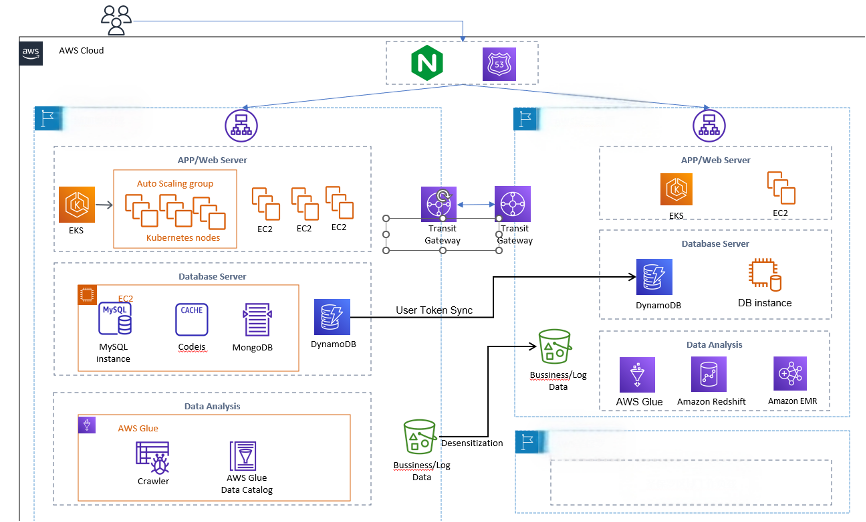 aws
AWS Cloud
N
53
APP/Web Server
Auto Scaling group
EKS
Kubernetes nodes
EC2
EC2
EC2
Transit
Gateway
Transit
Gateway
APP/Web Server
EKS
EC2
Database Server
EC2
MySQL
MySQL
instance
CACHE
Codeis
MongoDB
DynamoDB
User Token Sync
Database Server
DynamoDB
DB instance
Data Analysis
AWS Glue
Crawler
AWS Glue
Data Catalog
Bussiness/Log
Data
Desensitization
Bussiness/Log
Data
Data Analysis
AWS Glue
Amazon Redshift
Amazon EMR